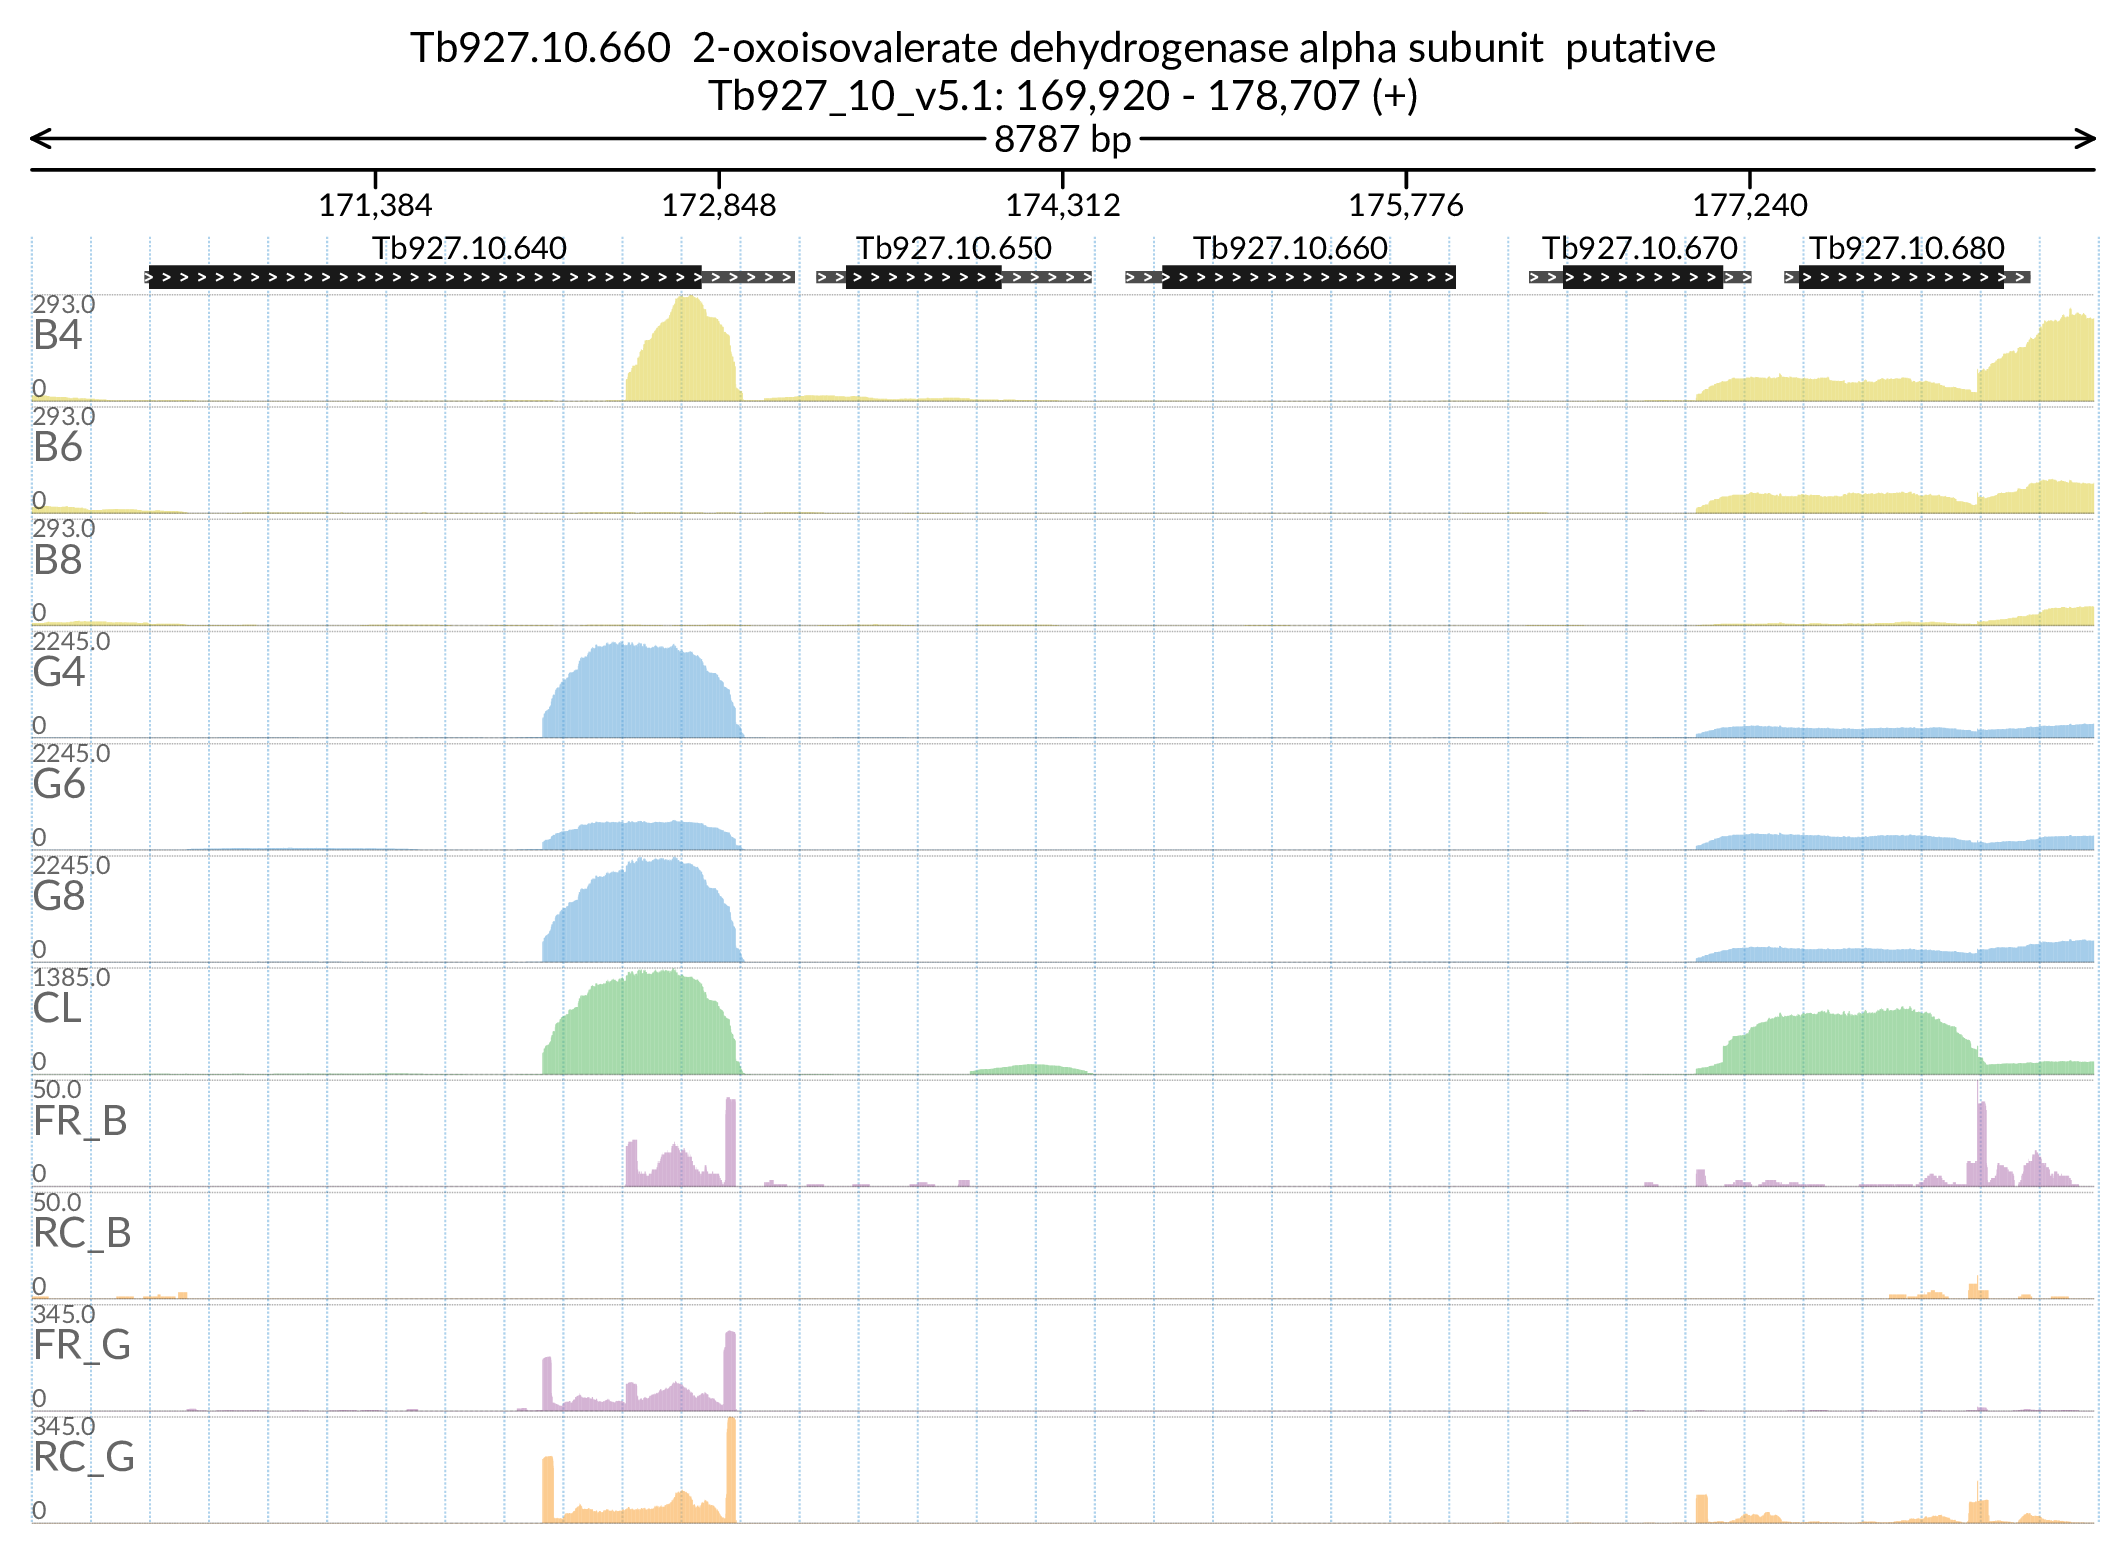 Tb927.10.660  2-oxoisovalerate dehydrogenase alpha subunit  putative
Tb927_10_v5.1: 169,920 - 178,707 (+)
8787 bp
171,384 172,848 174,312 175,776 177,240
Tb927.10.640 Tb927.10.650 Tb927.10.660 Tb927.10.670 Tb927.10.680
293.0
B4
0
293.0
B6
0
293.0
B8
0
2245.0
G4
0
2245.0
G6
0
2245.0
G8
0
1385.0
CL
0
50.0
FR_B
0
50.0
RC_B
0
345.0
FR_G
0
345.0
RC_G
0